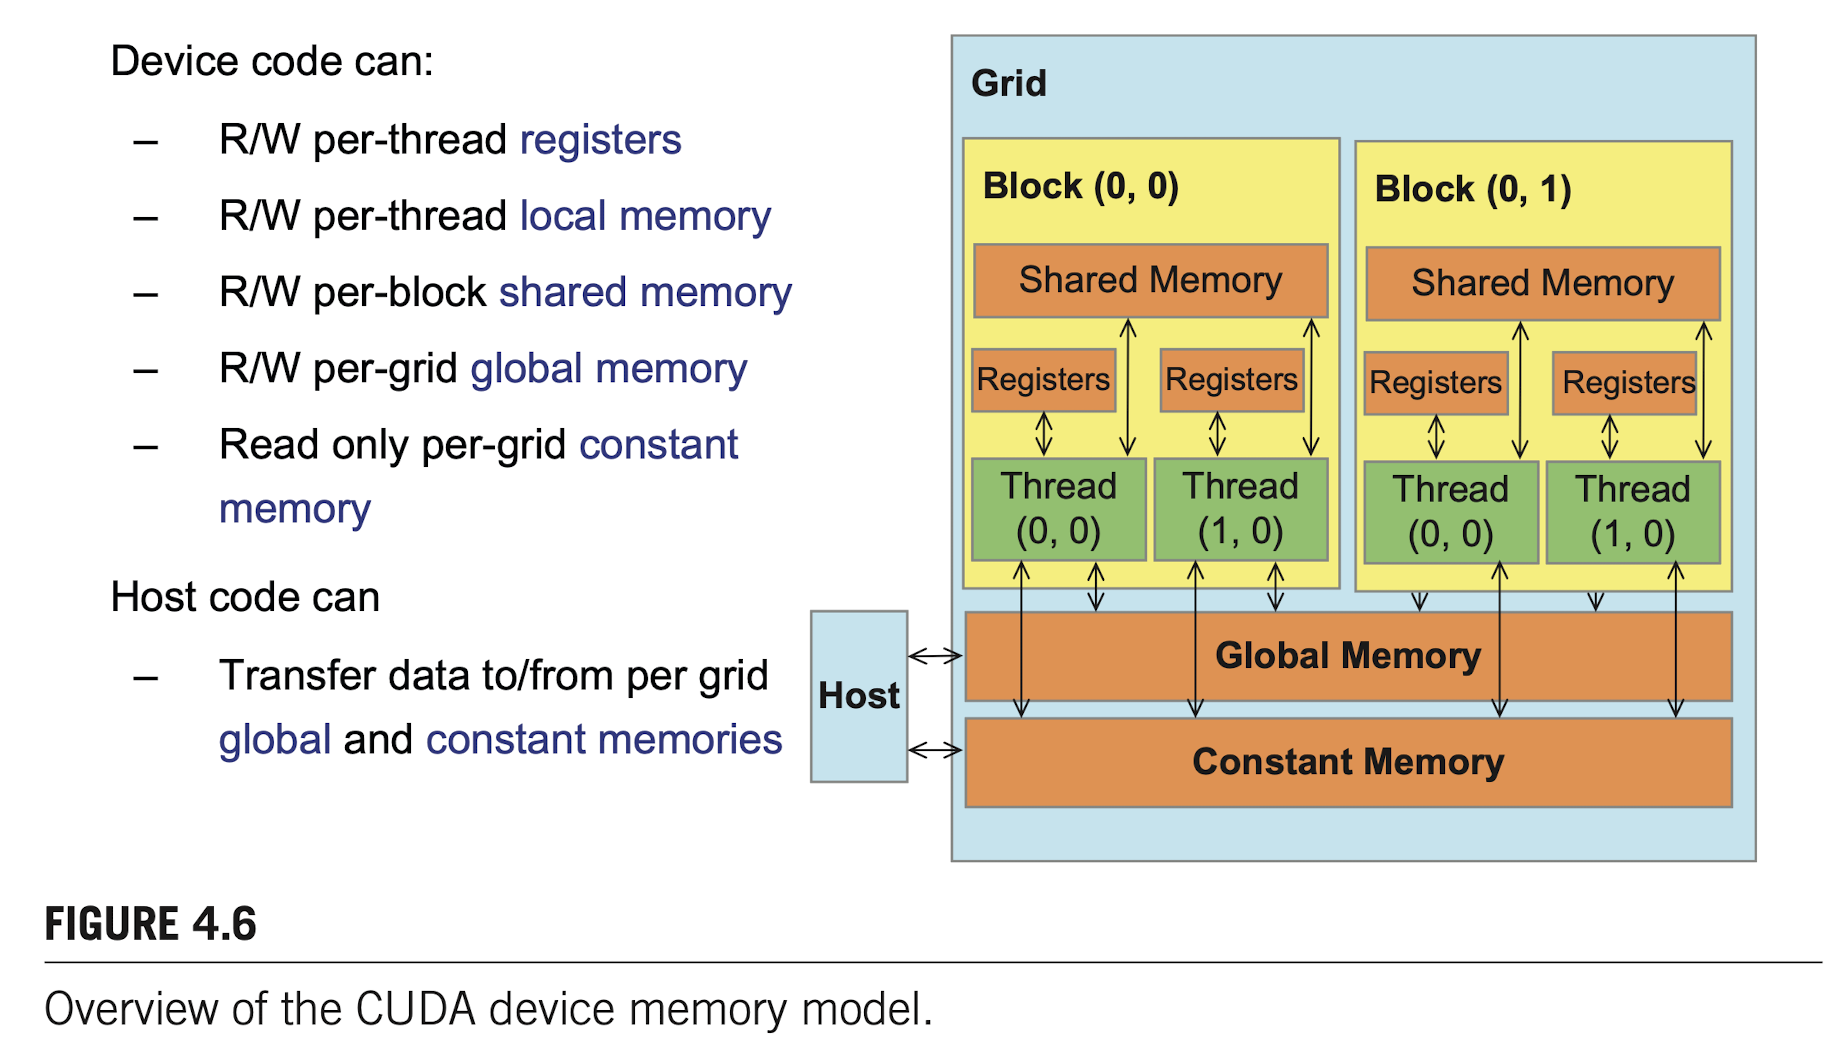 Device code can:
– R/W per-thread registers
– R/W per-thread local memory
– R/W per-block shared memory
– R/W per-grid global memory
– Read only per-grid constant
memory
Host code can
– Transfer data to/from per grid
global and constant memories
Grid
Block (0, 0)
Shared Memory
Registers
Registers
Thread
(0, 0)
Thread
(1, 0)
Block (0, 1)
Shared Memory
Registers
Registers
Thread
(0, 0)
Thread
(1, 0)
Host
Global Memory
Constant Memory
FIGURE 4.6
Overview of the CUDA device memory model.